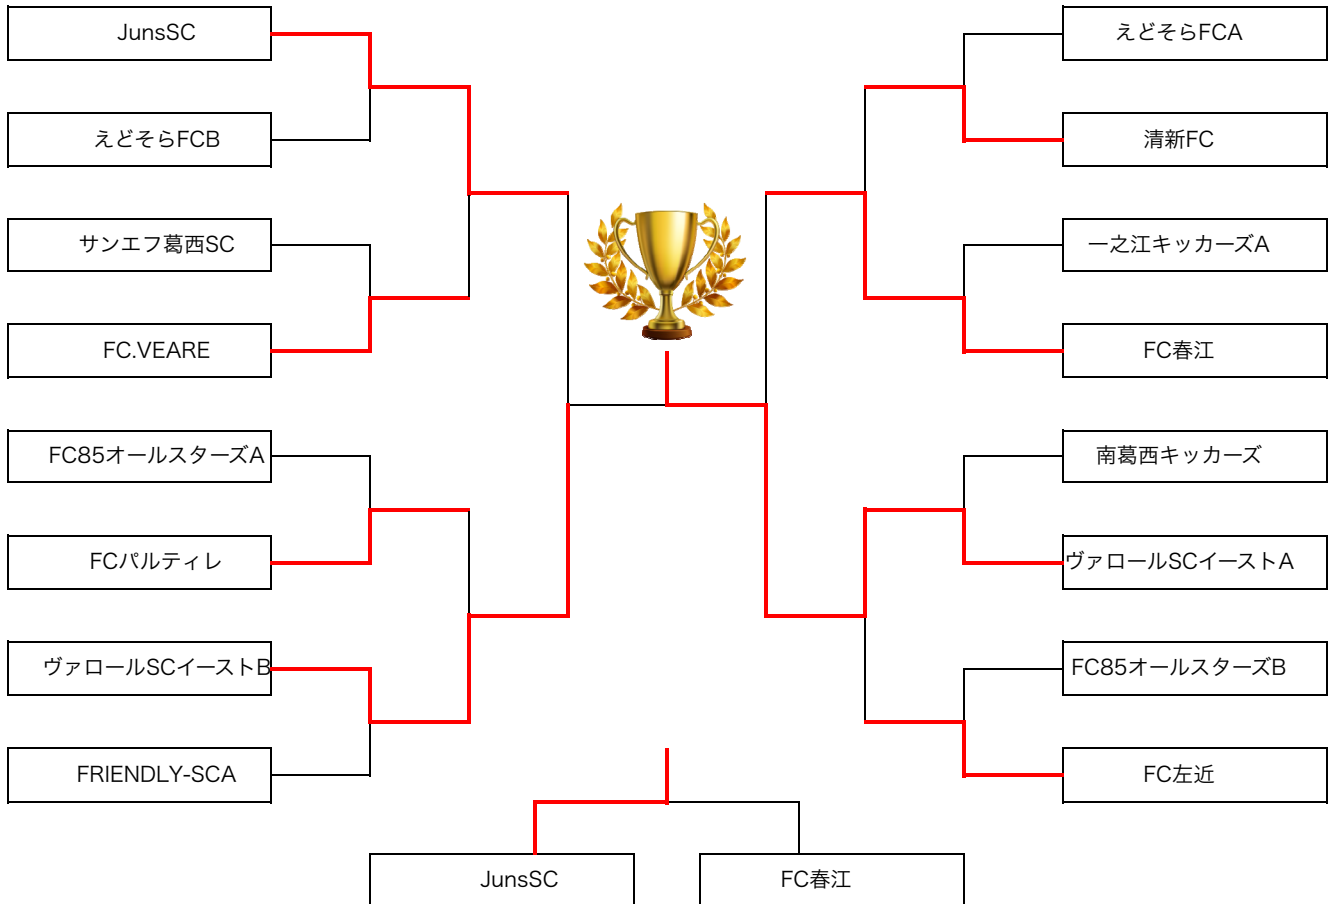 JunsSC
えどそらFCB
サンエフ葛西SC
FC.VEARE
FC85オールスターズA
FCパルティレ
ヴァロールSCイーストB
FRIENDLY-SCA
えどそらFCA
清新FC
一之江キッカーズA
FC春江
南葛西キッカーズ
ヴァロールSCイーストA
FC85オールスターズB
FC左近
JunsSC
FC春江